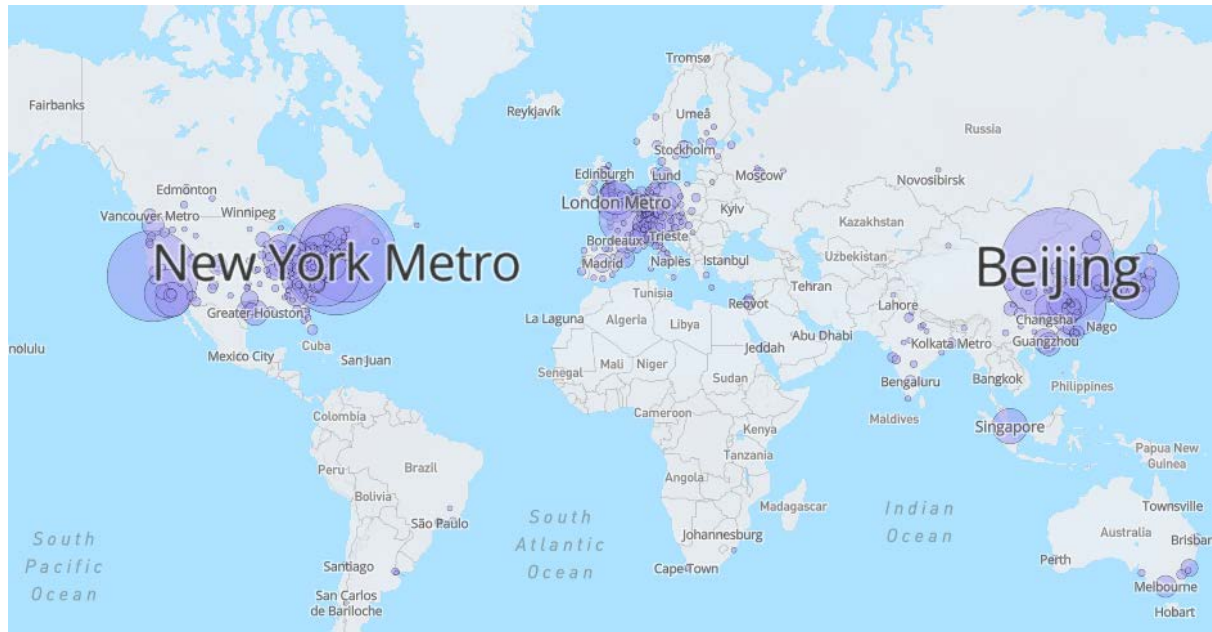 Tromsø
Fairbanks
Reykjavík
Umeå
Russia
Stockholm
Edinburgh
Lund
Moscow
Novosibirsk
Edmonton
Vancouver Metro
Winnipeg
London Metro
Kyiv
Kazakhstan
Bordeaux
Trieste
New York Metro
Madrid
Naples
Istanbul
Uzbekistan
Beijing
Tehran
Tunisia
Greater Houston
Reovot
Lahore
La Laguna
Algeria
Libya
Changsha
Nago
nolulu
Mexico City
Cuba
San Juan
Jeddah
Abu Dhabi
Kolkata Metro
Guangzhou
Senegal
Mali
Niger
Sudan
Bengaluru
Bangkok
Philippines
Colombia
Cameroon
Kenya
Maldives
Singapore
Peru
Brazil
Tanzania
Papua New
Guinea
Angola
Bolivia
Madagascar
Indian
Ocean
Townsville
São Paulo
South
Atlantic
Ocean
Johannesburg
Australia
Brisbar
South
Pacific
Ocean
Santiago
Cape Town
Perth
San Carlos
de Bariloche
Melbourne
Hobart